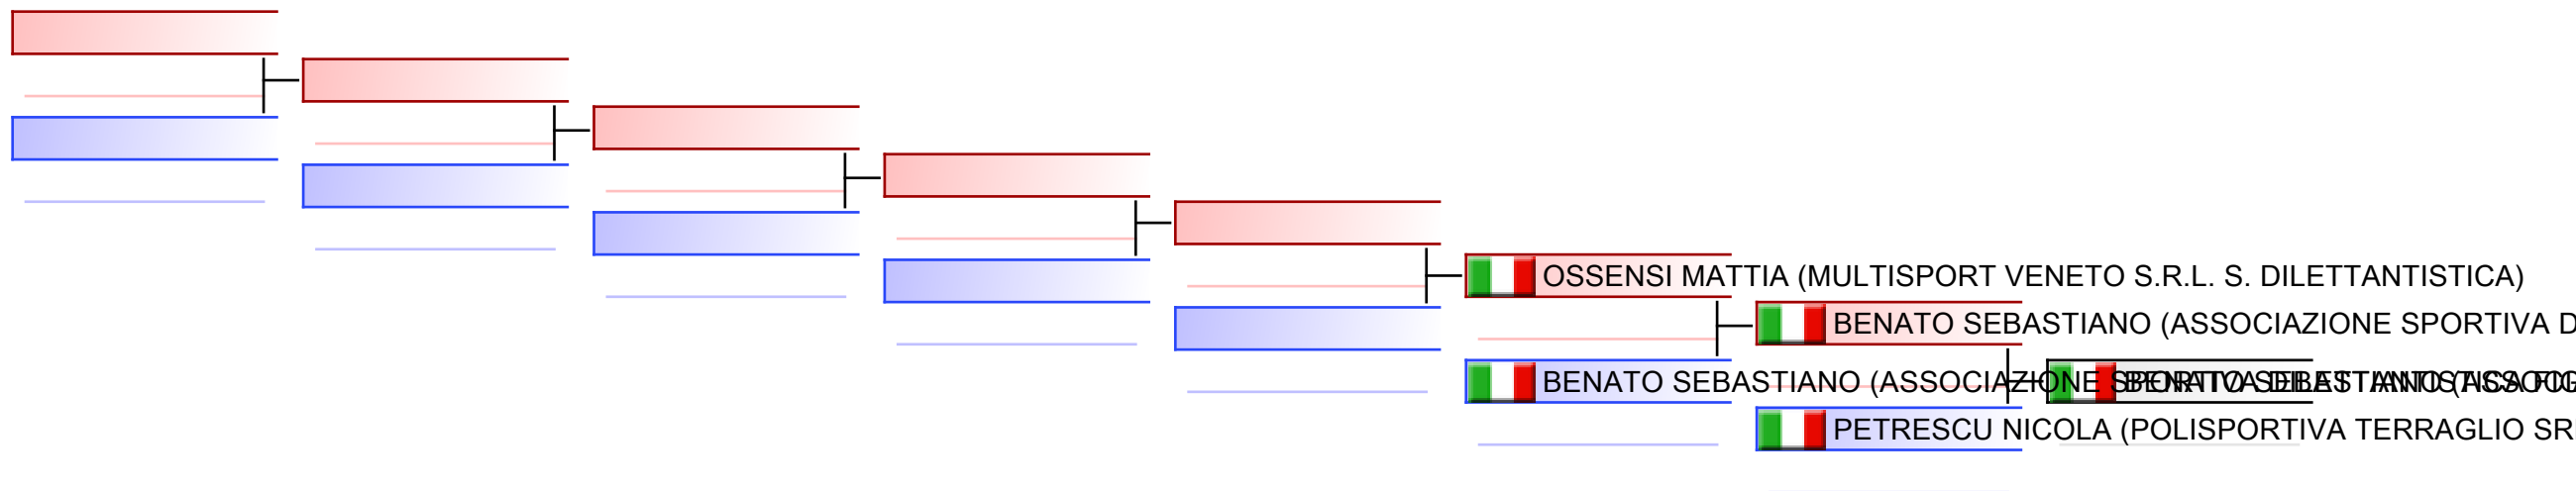 OSSENSI MATTIA (MULTISPORT VENETO S.R.L. S. DILETTANTISTICA)
BENATO SEBASTIANO (ASSOCIAZIONE SPORTIVA D
BENATO SEBASTIANO (ASSOCIAZIONE
PETRESCU NICOLA (POLISPORTIVA TERRAGLIO SR